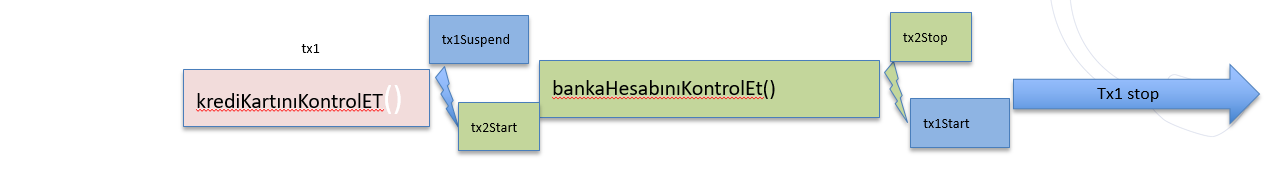 tx1
krediKartınıKontrolET()
tx1Suspend
tx2Start
bankaHesabınıKontrolEt()
tx2Stop
tx1Start
Tx1 stop